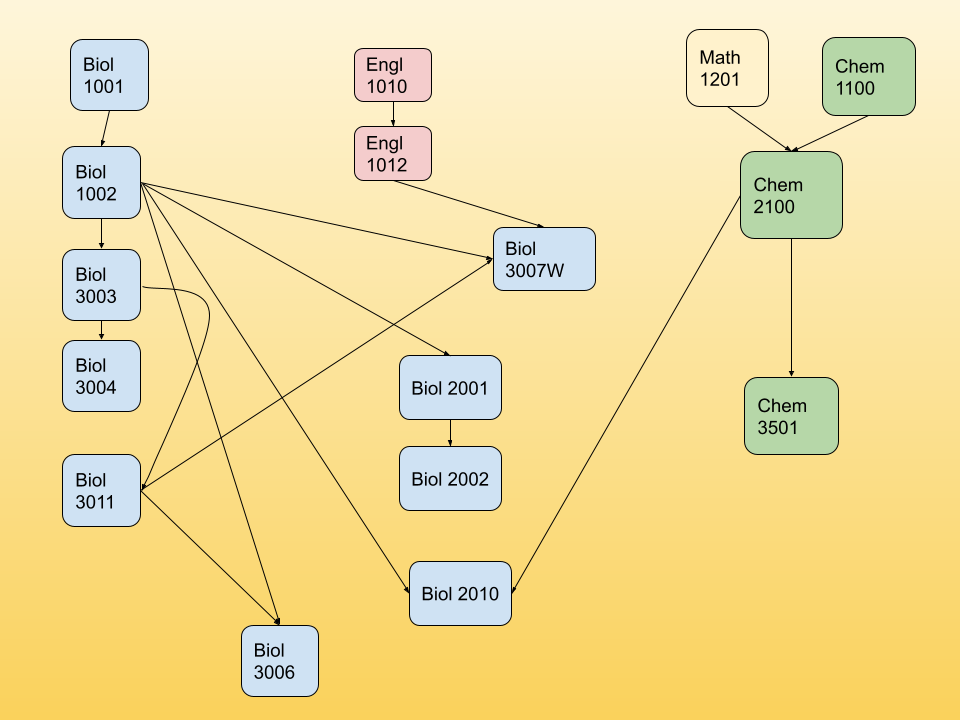 Biol
1001
Engl
1010
Math
1201
Chem
1100
Engl
1012
Biol
1002
Chem
2100
Biol
3007W
Biol
3003
Biol
3004
Biol 2001
Chem
3501
Biol
3011
Biol 2002
Biol 2010
Biol
3006